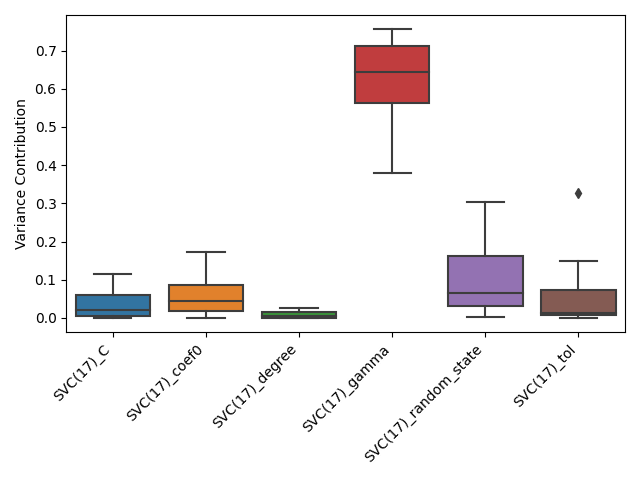 Variance Contribution
0.7
0.6
0.5
0.4
0.3
0.2
0.1
0.0
SVC(17)_C
SVC(17)_coef0
SVC(17)_degree
SVC(17)_gamma
SVC(17)_random_state
SVC(17)_tol